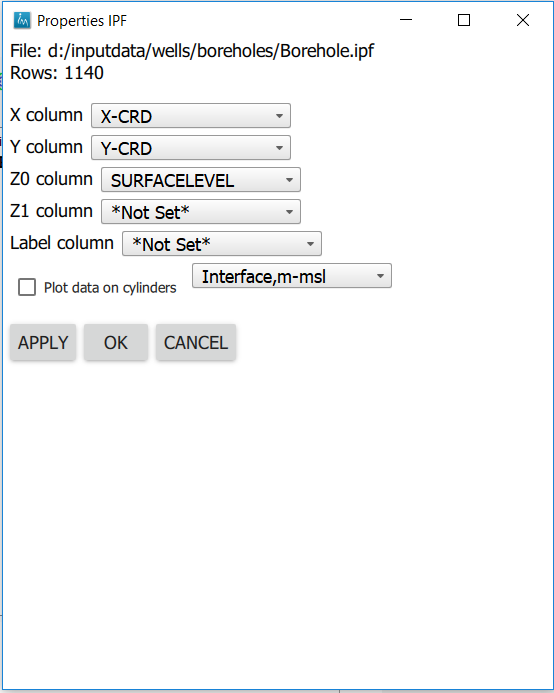 Properties IPF
File: d:/inputdata/wells/boreholes/Borehole.ipf
Rows: 1140
X column X-CRD
Y column Y-CRD
Z0 column SURFACELEVEL
Z1 column *Not Set*
Label column *Not Set*
Plot data on cylinders Interface,m-msl
APPLY OK CANCEL